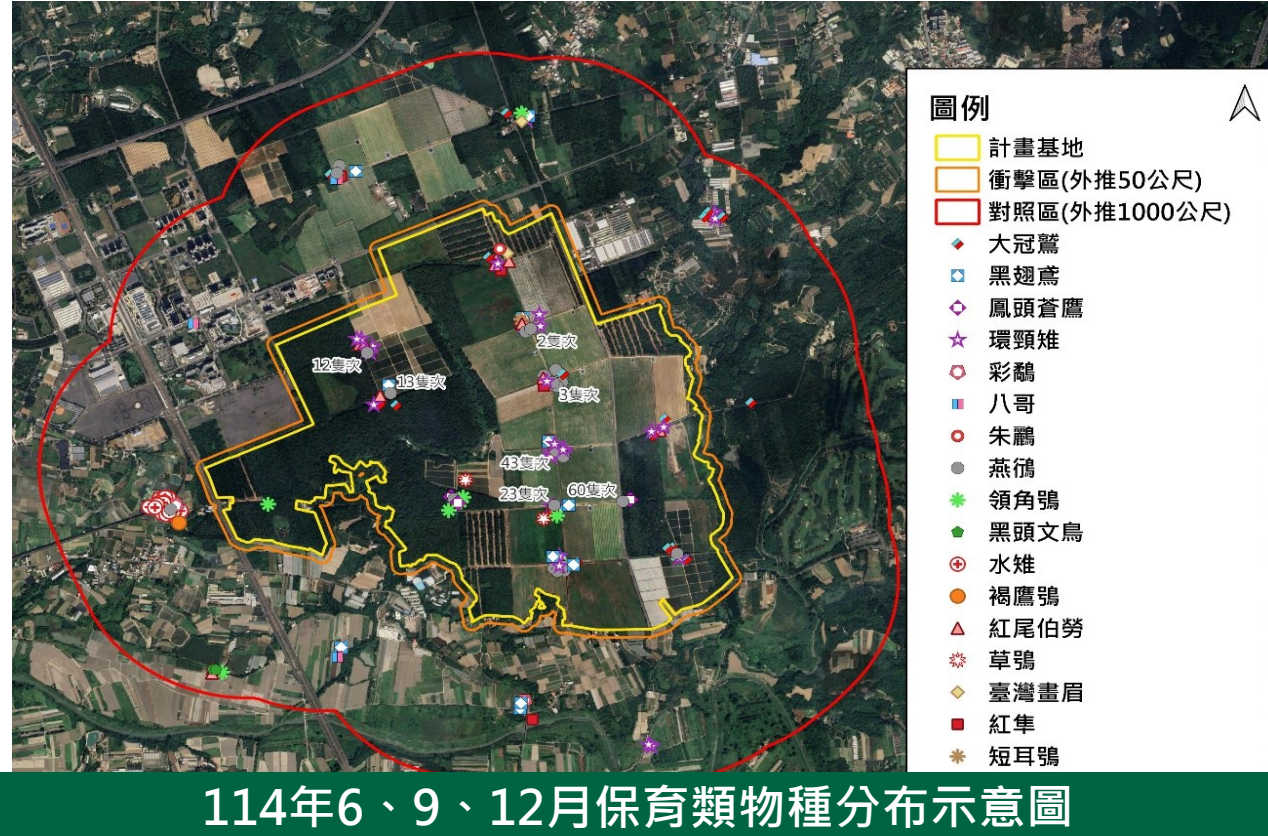 圖例
計畫基地
衝擊區(外推50公尺)
對照區(外推1000公尺)
大冠鷲
黑翅鳶
鳳頭蒼鷹
環頸雉
彩鷸
八哥
朱鸝
燕鴴
領角鴞
黑頭文鳥
水雉
褐鷹鴞
紅尾伯勞
草鴞
臺灣畫眉
紅隼
短耳鴞
2隻次
12隻次
13隻次
3隻次
43隻次
23隻次
60隻次
114年6、9、12月保育類物種分布示意圖